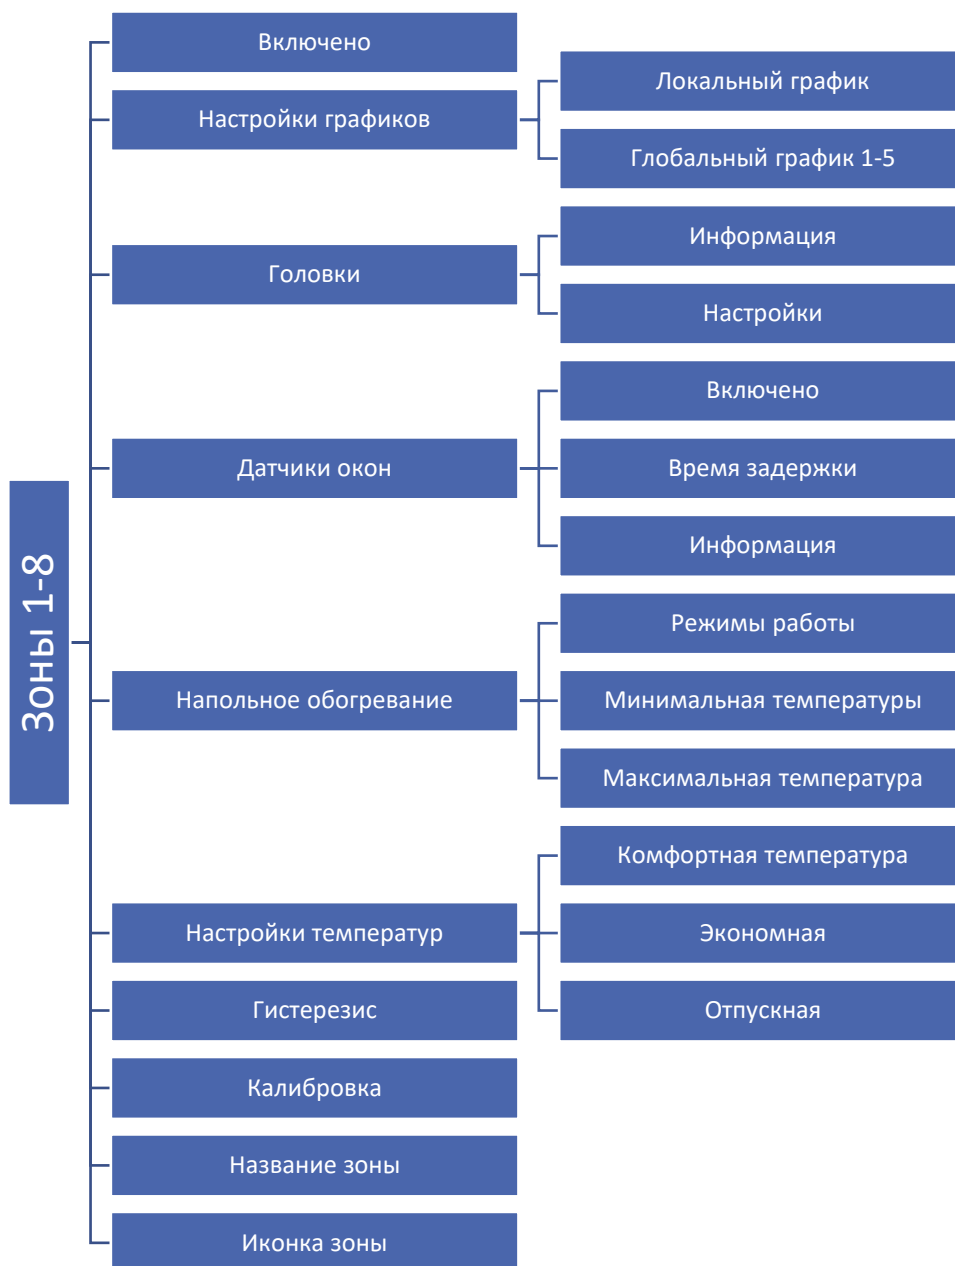 Зоны 1-8
Включено
Настройки графиков
Локальный график
Глобальный график 1-5
Головки
Информация
Настройки
Датчики окон
Включено
Время задержки
Информация
Напольное обогревание
Режимы работы
Минимальная температуры
Максимальная температура
Настройки температур
Комфортная температура
Экономная
Отпускная
Гистерезис
Калибровка
Название зоны
Иконка зоны